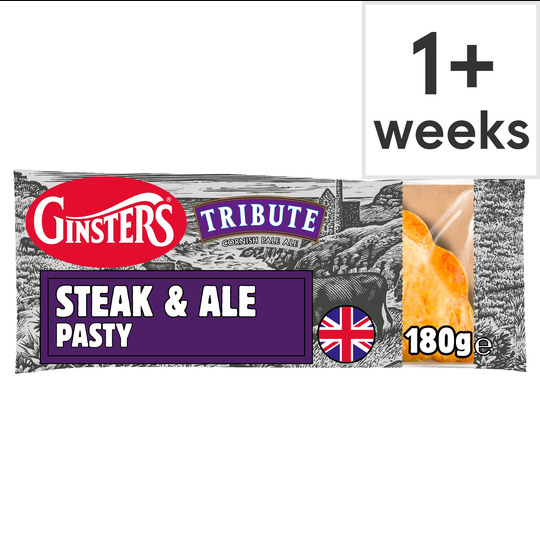 1+
weeks
GINSTERS
TRIBUTE
CORNISH PALE ALE
STEAK & ALE
PASTY
180g e